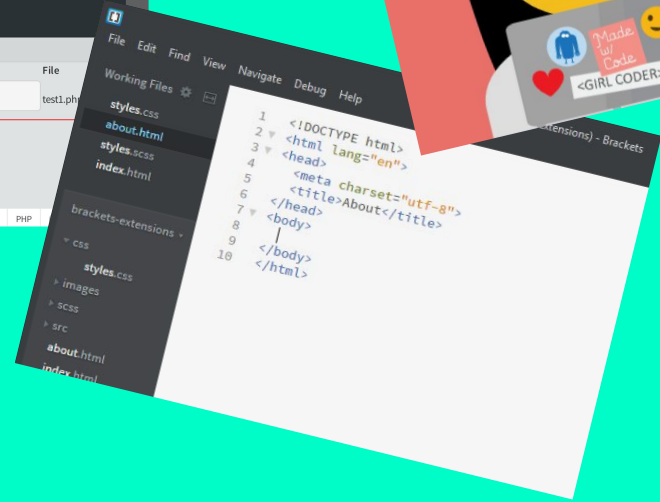 File
test1.ph
PHP
File Edit Find View Navigate Debug Help
xtensions) - Brackets
Working Files
styles.css
about.html
styles.scss
index.html
brackets-extensions
css
styles.css
images
scss
src
about.html
index.html
1 <!DOCTYPE html>
2 <html lang="en">
3 <head>
4 <meta charset="utf-8">
5 <title>About</title>
6 </head>
7 <body>
8
9 </body>
10 </html>
Made
w/
Code
<GIRL CODER>